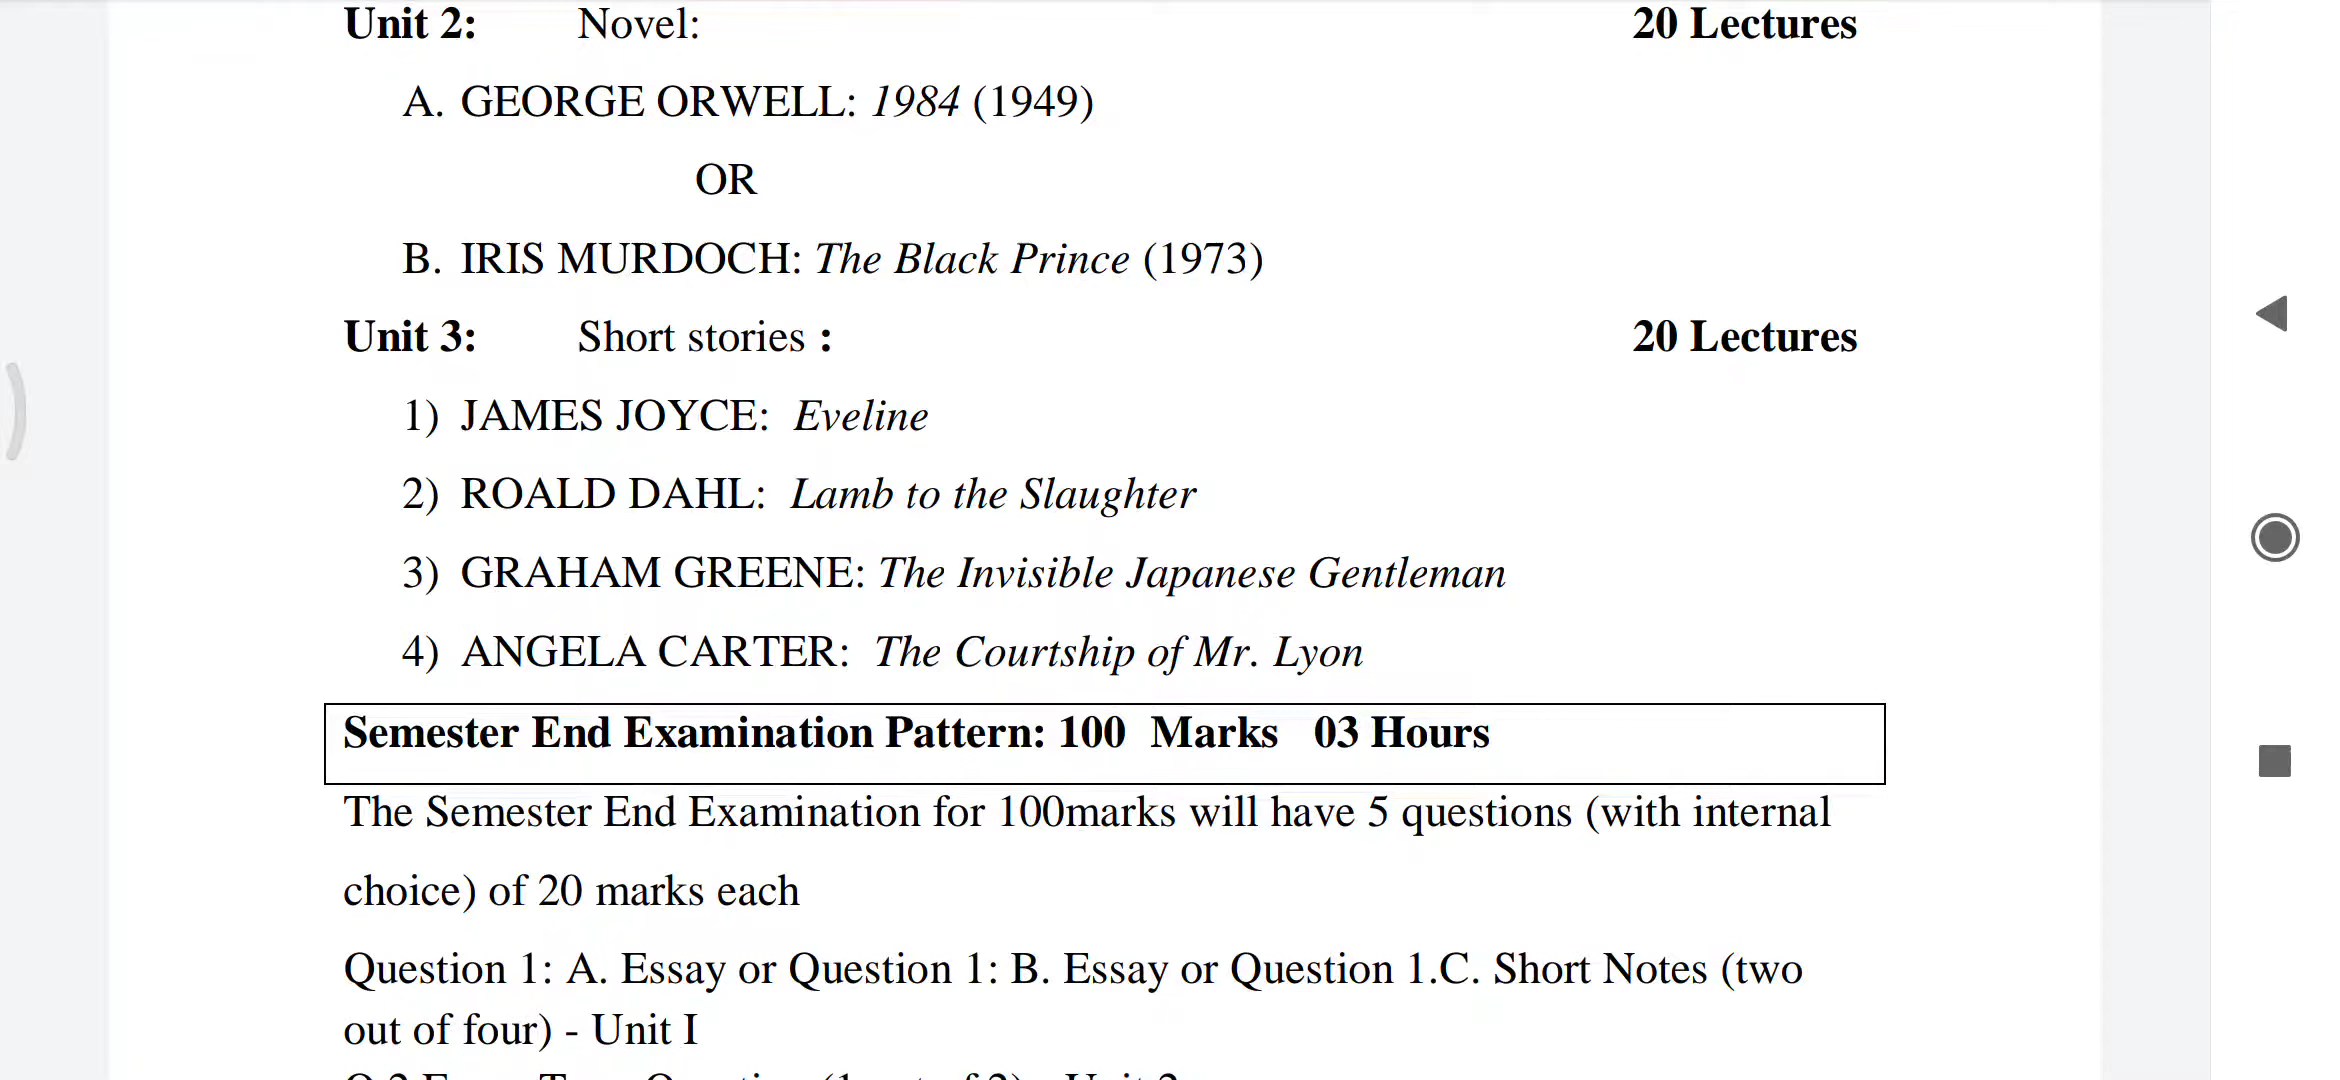 Unit 2: Novel: 20 Lectures
A. GEORGE ORWELL: 1984 (1949)
OR
B. IRIS MURDOCH: The Black Prince (1973)
Unit 3: Short stories : 20 Lectures
1) JAMES JOYCE: Eveline
2) ROALD DAHL: Lamb to the Slaughter
3) GRAHAM GREENE: The Invisible Japanese Gentleman
4) ANGELA CARTER: The Courtship of Mr. Lyon
Semester End Examination Pattern: 100 Marks 03 Hours
The Semester End Examination for 100marks will have 5 questions (with internal
choice) of 20 marks each
Question 1: A. Essay or Question 1: B. Essay or Question 1.C. Short Notes (two
out of four) - Unit I